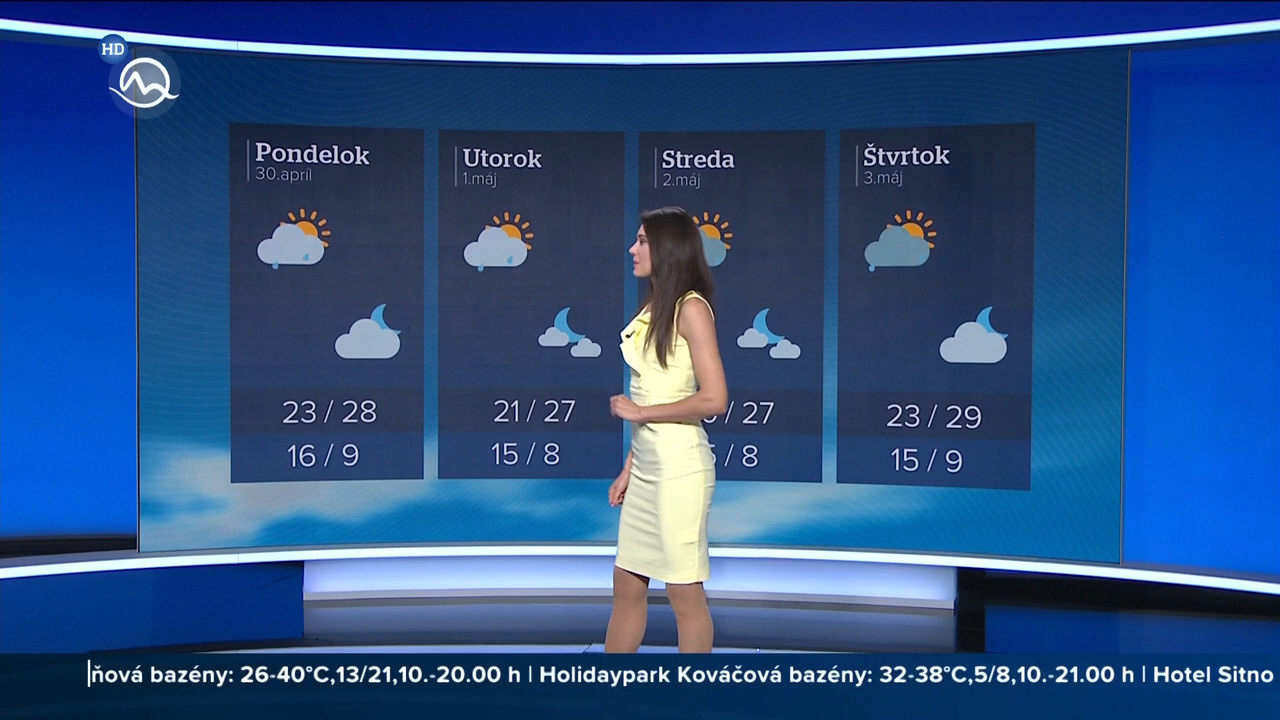 HD
Pondelok
30.apríl
23 / 28
16 / 9
Utorok
1.máj
21 / 27
15 / 8
Streda
2.máj
/ 27
/ 8
Štvrtok
3.máj
23 / 29
15 / 9
ňová bazény: 26-40°C,13/21,10.-20.00 h | Holidaypark Kováčová bazény: 32-38°C,5/8,10.-21.00 h | Hotel Sitno